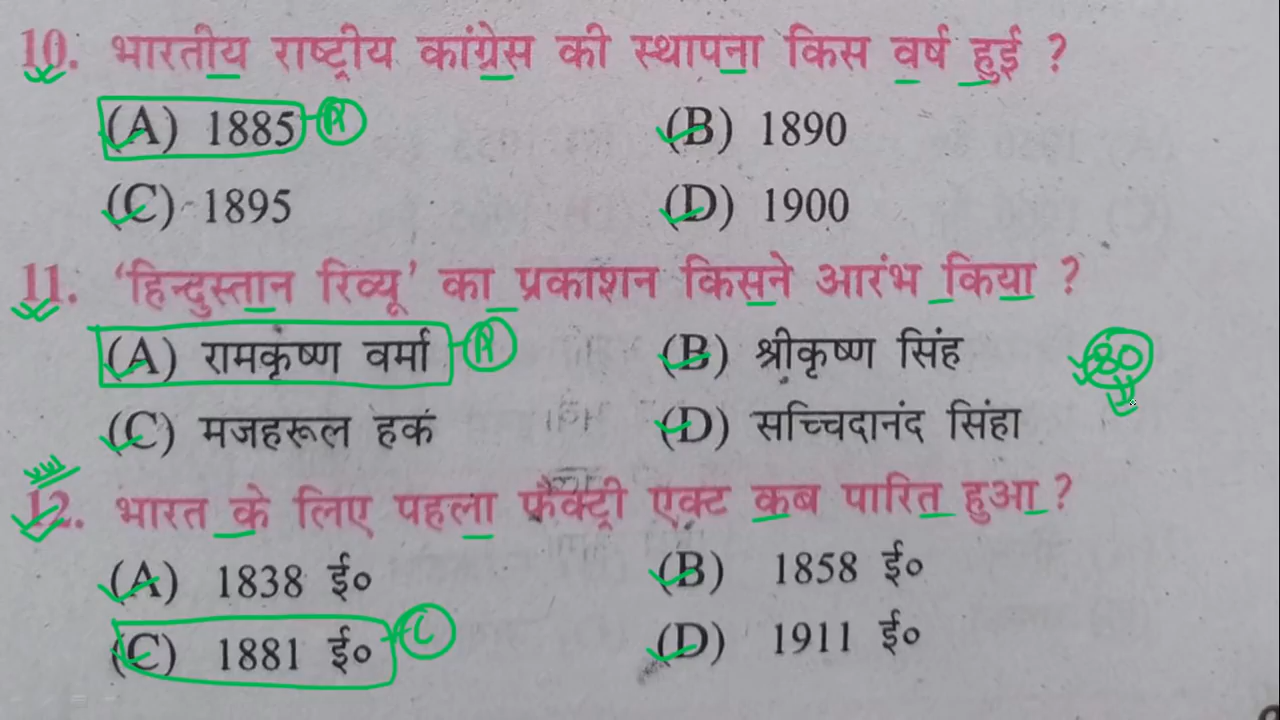 10. भारतीय राष्ट्रीय कांग्रेस की स्थापना किस वर्ष हुई ?
(A) 1885 A (B) 1890
(C) 1895 (D) 1900
11. 'हिन्दुस्तान रिव्यू' का प्रकाशन किसने आरंभ किया ?
(A) रामकृष्ण वर्मा A (B) श्रीकृष्ण सिंह 80
(C) मजहरूल हक (D) सच्चिदानंद सिंहा
12. भारत के लिए पहला फैक्ट्री एक्ट कब पारित हुआ ?
(A) 1838 ई० (B) 1858 ई०
(C) 1881 ई० C (D) 1911 ई०